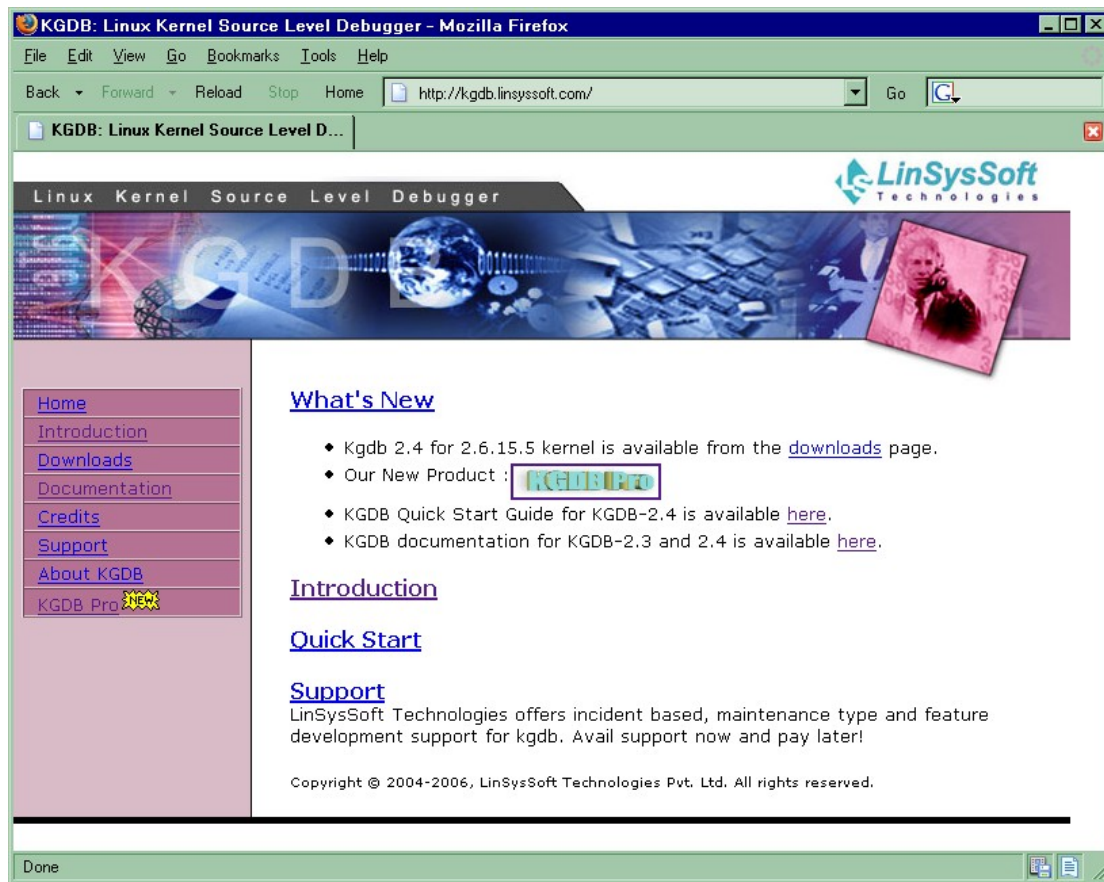 KGDB: Linux Kernel Source Level Debugger - Mozilla Firefox
File Edit View Go Bookmarks Tools Help
Back Forward Reload Stop Home http://kgdb.linsyssoft.com/ Go G
KGDB: Linux Kernel Source Level D...
Linux Kernel Source Level Debugger
LS LinSysSoft
Technologies
KGDB
Home
Introduction
Downloads
Documentation
Credits
Support
About KGDB
KGDB Pro NEW
What's New
Kgdb 2.4 for 2.6.15.5 kernel is available from the downloads page.
Our New Product : KGDB Pro
KGDB Quick Start Guide for KGDB-2.4 is available here.
KGDB documentation for KGDB-2.3 and 2.4 is available here.
Introduction
Quick Start
Support
LinSysSoft Technologies offers incident based, maintenance type and feature
development support for kgdb. Avail support now and pay later!
Copyright © 2004-2006, LinSysSoft Technologies Pvt. Ltd. All rights reserved.
Done